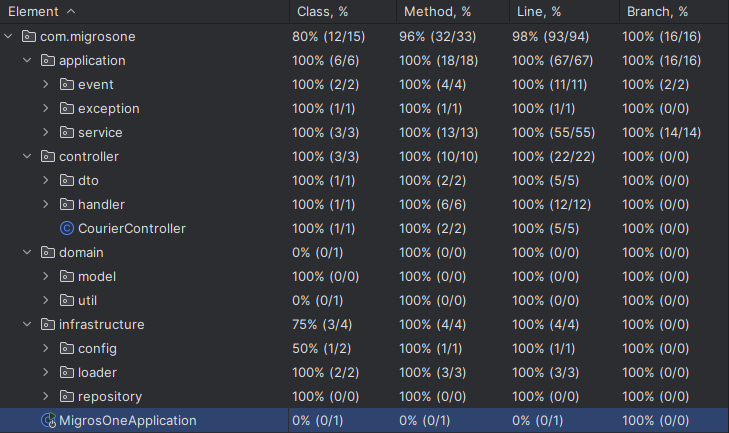 Element Class, % Method, % Line, % Branch, %
com.migrosone 80% (12/15) 96% (32/33) 98% (93/94) 100% (16/16)
application 100% (6/6) 100% (18/18) 100% (67/67) 100% (16/16)
event 100% (2/2) 100% (4/4) 100% (11/11) 100% (2/2)
exception 100% (1/1) 100% (1/1) 100% (1/1) 100% (0/0)
service 100% (3/3) 100% (13/13) 100% (55/55) 100% (14/14)
controller 100% (3/3) 100% (10/10) 100% (22/22) 100% (0/0)
dto 100% (1/1) 100% (2/2) 100% (5/5) 100% (0/0)
handler 100% (1/1) 100% (6/6) 100% (12/12) 100% (0/0)
CourierController 100% (1/1) 100% (2/2) 100% (5/5) 100% (0/0)
domain 0% (0/1) 100% (0/0) 100% (0/0) 100% (0/0)
model 100% (0/0) 100% (0/0) 100% (0/0) 100% (0/0)
util 0% (0/1) 100% (0/0) 100% (0/0) 100% (0/0)
infrastructure 75% (3/4) 100% (4/4) 100% (4/4) 100% (0/0)
config 50% (1/2) 100% (1/1) 100% (1/1) 100% (0/0)
loader 100% (2/2) 100% (3/3) 100% (3/3) 100% (0/0)
repository 100% (0/0) 100% (0/0) 100% (0/0) 100% (0/0)
MigrosOneApplication 0% (0/1) 0% (0/1) 0% (0/1) 100% (0/0)